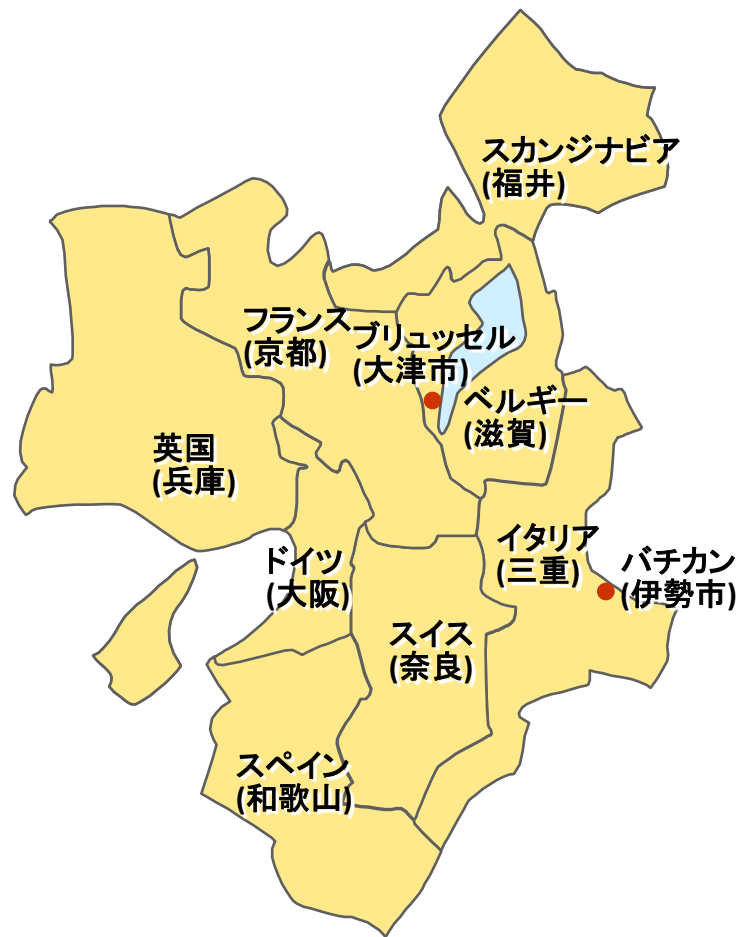 スカンジナビア
(福井)
フランス
(京都)
ブリュッセル
(大津市)
ベルギー
(滋賀)
英国
(兵庫)
イタリア
(三重)
バチカン
(伊勢市)
ドイツ
(大阪)
スイス
(奈良)
スペイン
(和歌山)